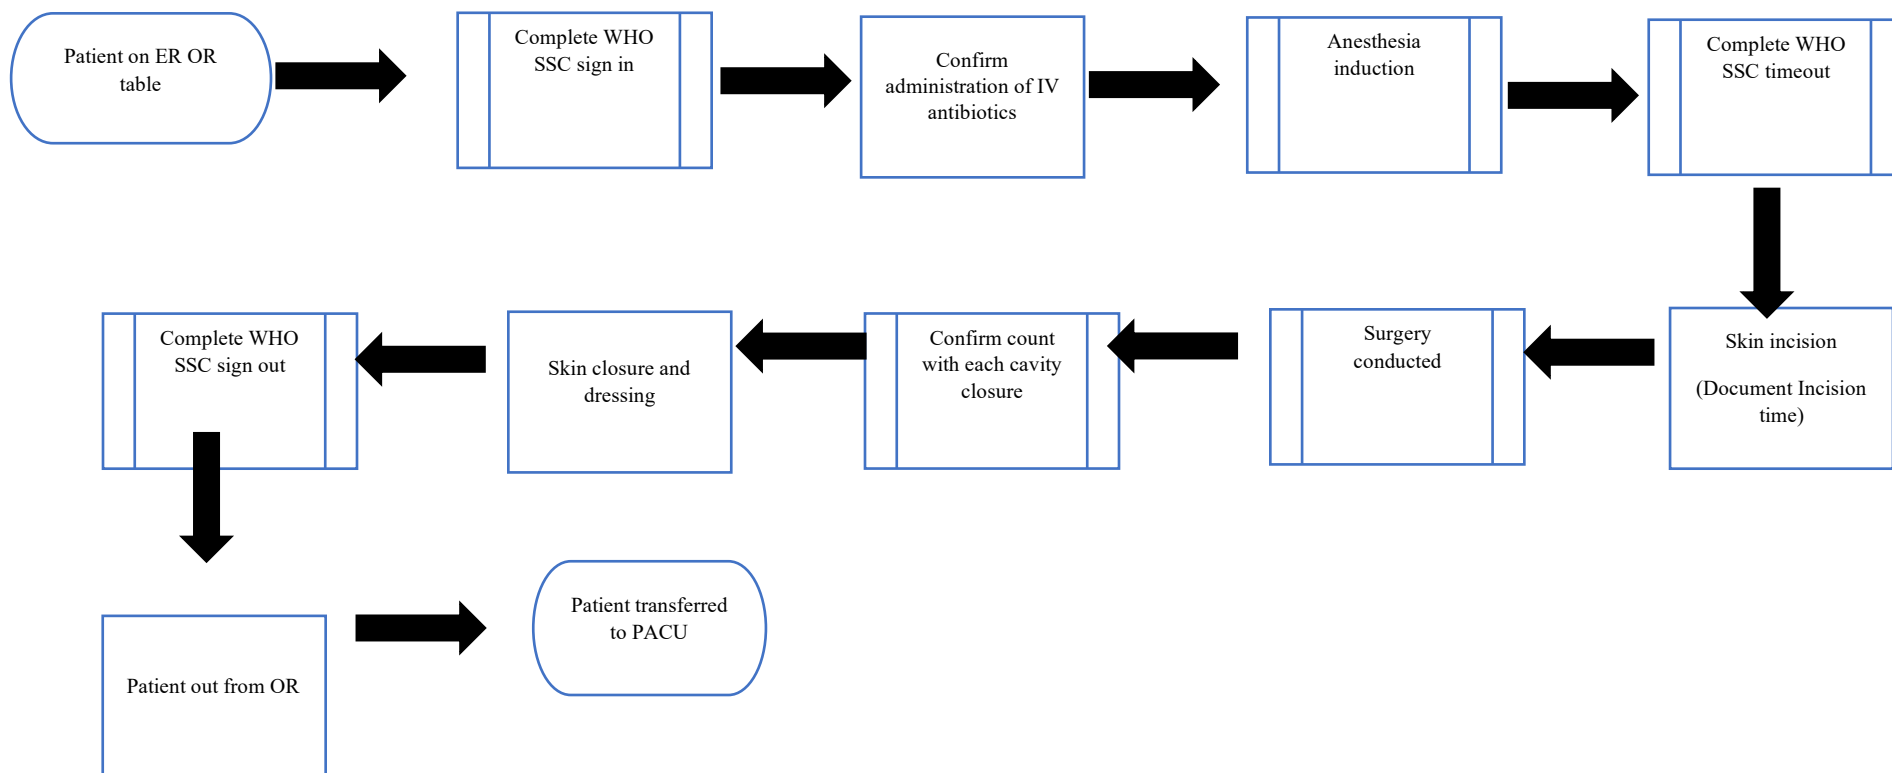 Patient on ER OR
table
Complete WHO
SSC sign in
Confirm
administration of IV
antibiotics
Anesthesia
induction
Complete WHO
SSC timeout
Skin incision
(Document Incision
time)
Surgery
conducted
Confirm count
with each cavity
closure
Skin closure and
dressing
Complete WHO
SSC sign out
Patient out from OR
Patient transferred
to PACU